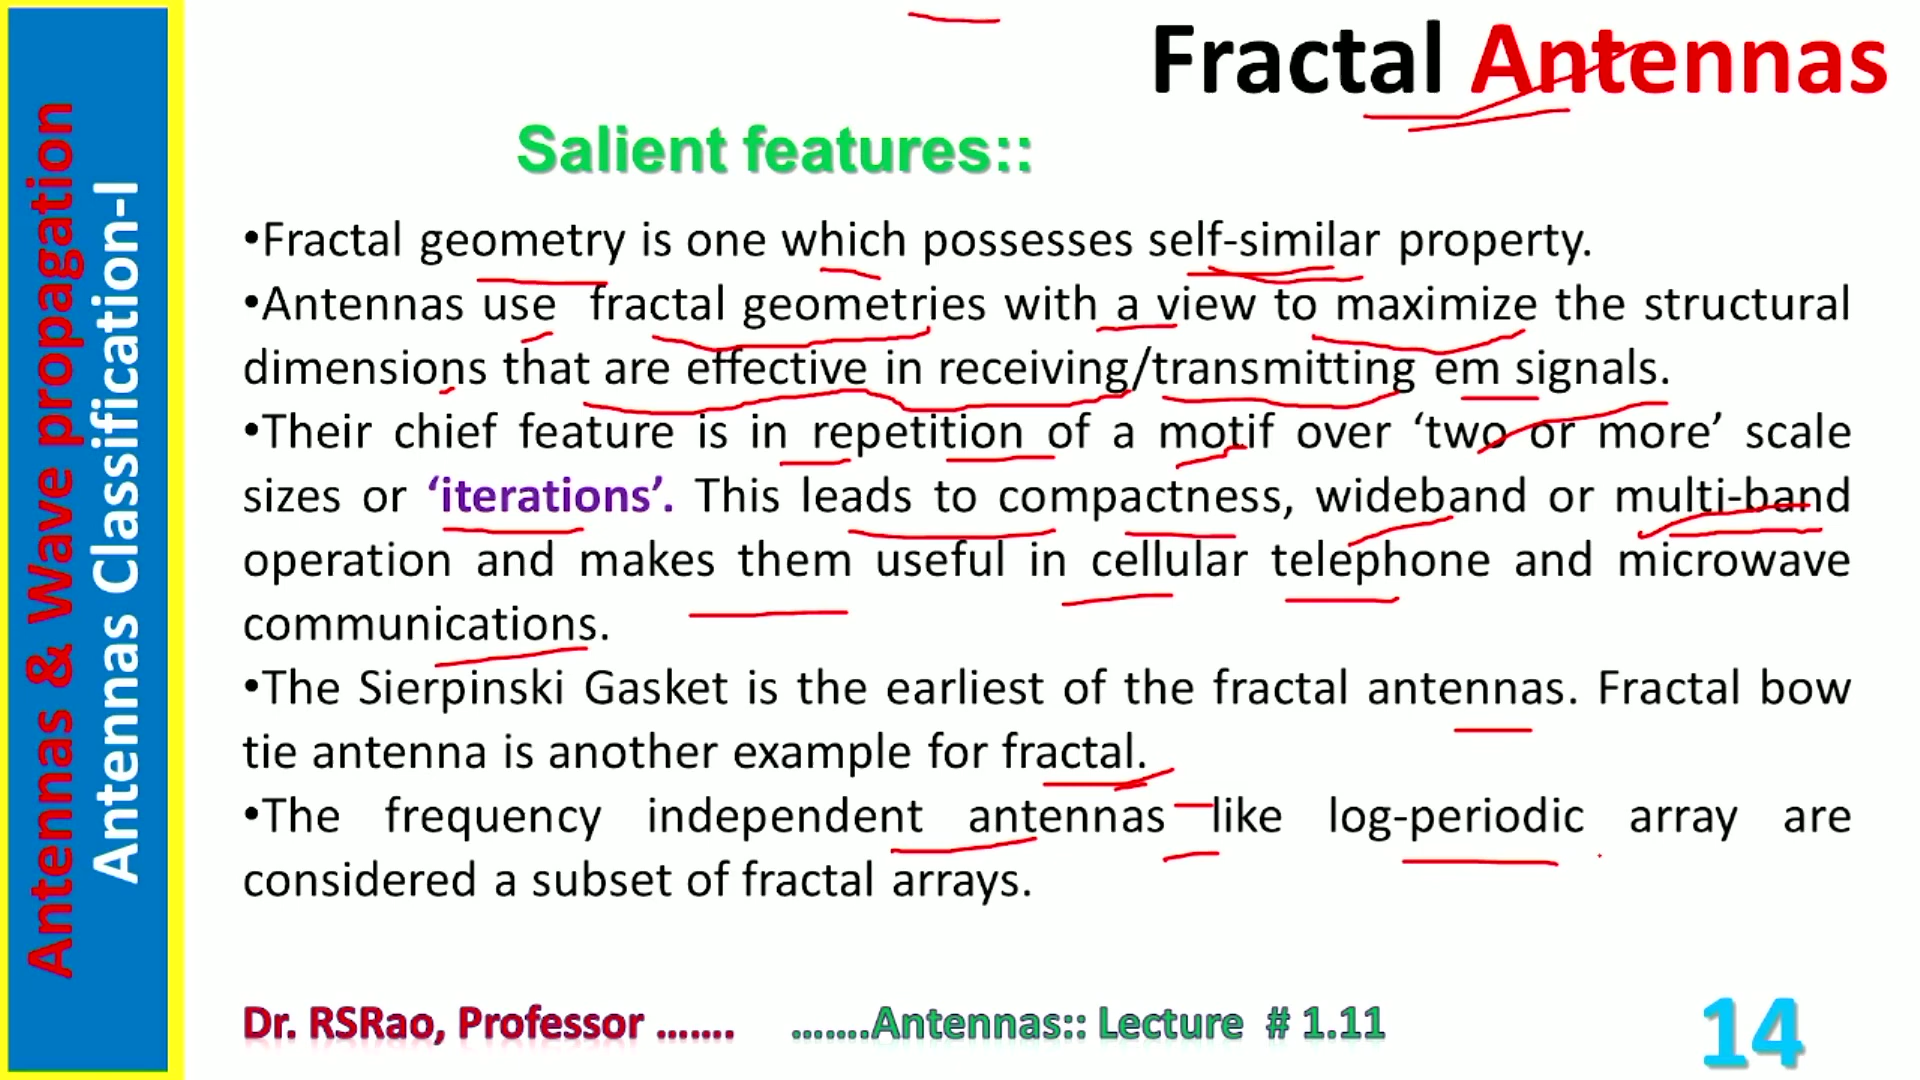 Antennas & Wave propagation
Antennas Classification-I
Fractal Antennas
Salient features::
•Fractal geometry is one which possesses self-similar property.
•Antennas use fractal geometries with a view to maximize the structural
dimensions that are effective in receiving/transmitting em signals.
•Their chief feature is in repetition of a motif over ‘two or more’ scale
sizes or ‘iterations’. This leads to compactness, wideband or multi-band
operation and makes them useful in cellular telephone and microwave
communications.
•The Sierpinski Gasket is the earliest of the fractal antennas. Fractal bow
tie antenna is another example for fractal.
•The frequency independent antennas like log-periodic array are
considered a subset of fractal arrays.
Dr. RSRao, Professor ....... .......Antennas:: Lecture # 1.11
14